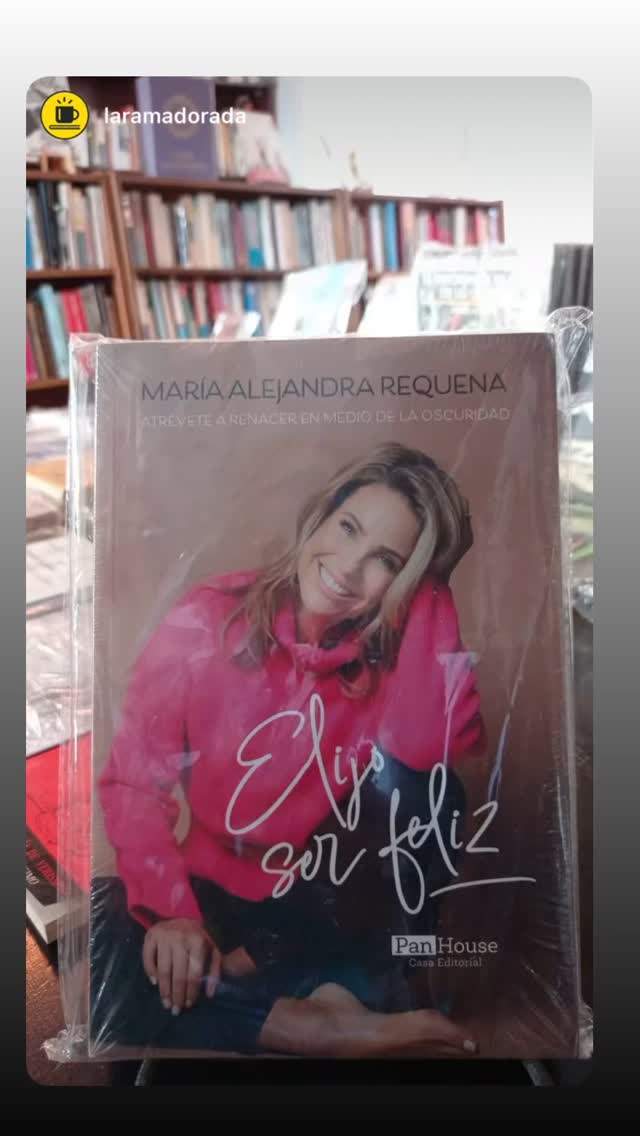 laramadorada
MARÍA ALEJANDRA REQUENA
ATRÉVETE A RENACER EN MEDIO DE LA OSCURIDAD
Elijo
ser feliz
PanHouse
Casa Editorial